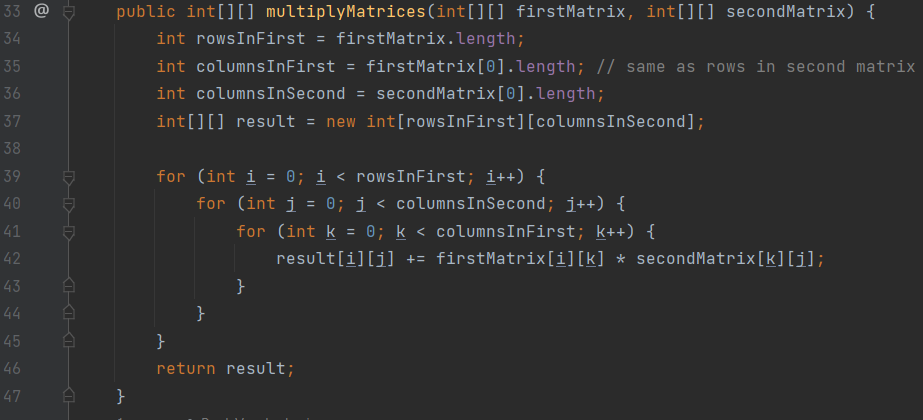 33 @ public int[][] multiplyMatrices(int[][] firstMatrix, int[][] secondMatrix) {
34 int rowsInFirst = firstMatrix.length;
35 int columnsInFirst = firstMatrix[0].length; // same as rows in second matrix
36 int columnsInSecond = secondMatrix[0].length;
37 int[][] result = new int[rowsInFirst][columnsInSecond];
38
39 for (int i = 0; i < rowsInFirst; i++) {
40 for (int j = 0; j < columnsInSecond; j++) {
41 for (int k = 0; k < columnsInFirst; k++) {
42 result[i][j] += firstMatrix[i][k] * secondMatrix[k][j];
43 }
44 }
45 }
46 return result;
47 }